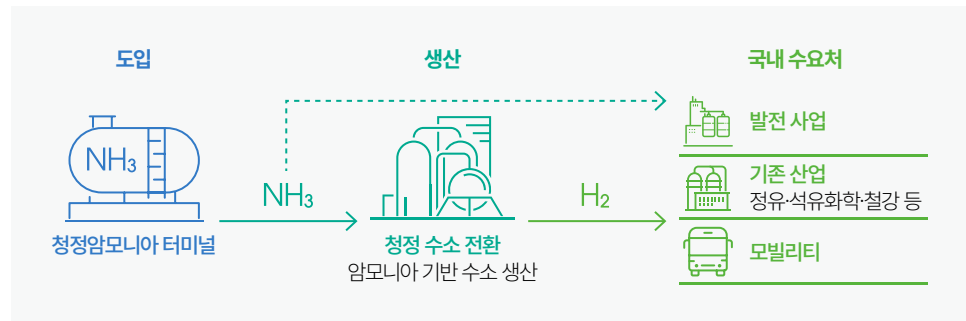 도입
NH3
청정암모니아 터미널
NH3
생산
청정 수소 전환
암모니아 기반 수소 생산
H2
국내 수요처
발전 사업
기존 산업
정유·석유화학·철강 등
모빌리티